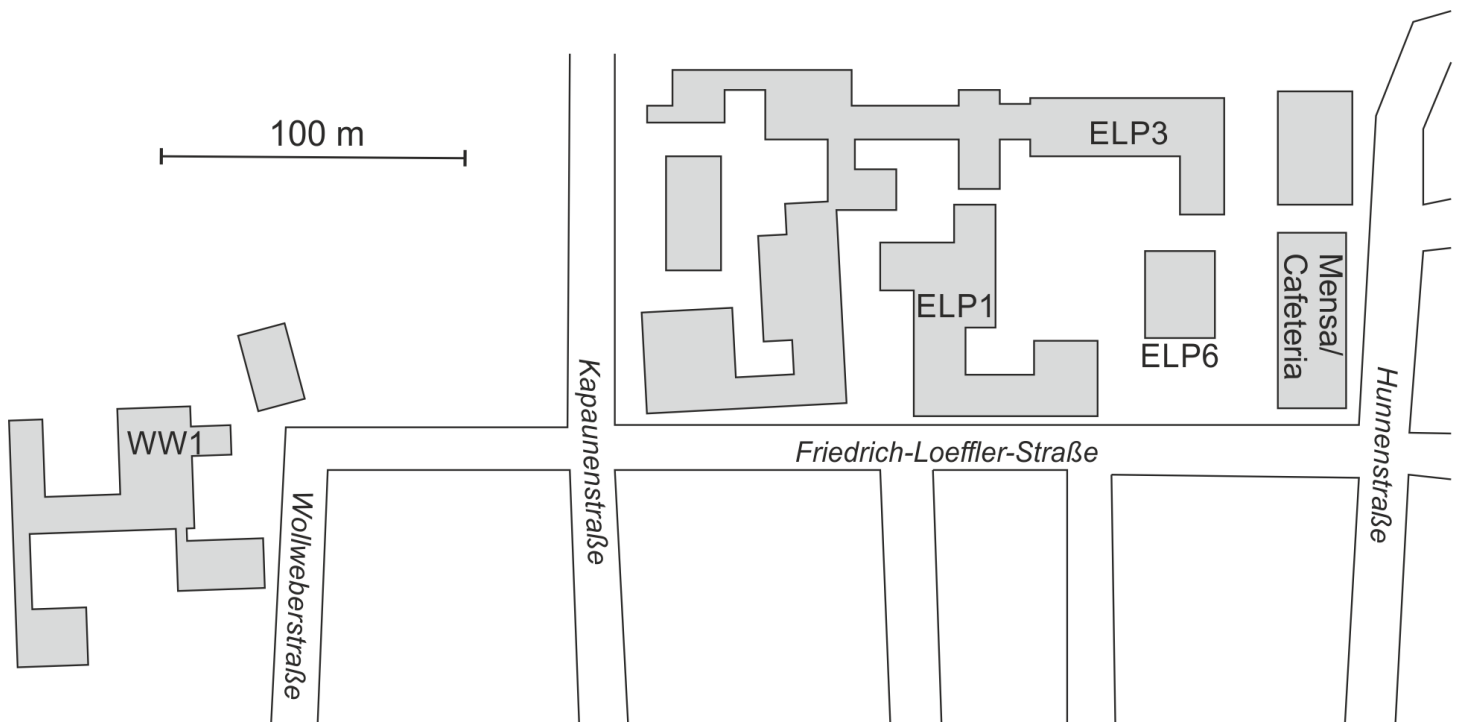 100 m
ELP3
Mensa/
Cafeteria
ELP1
ELP6
Kapaunenstraße
Hunnenstraße
WW1
Friedrich-Loeffler-Straße
Wollweberstraße